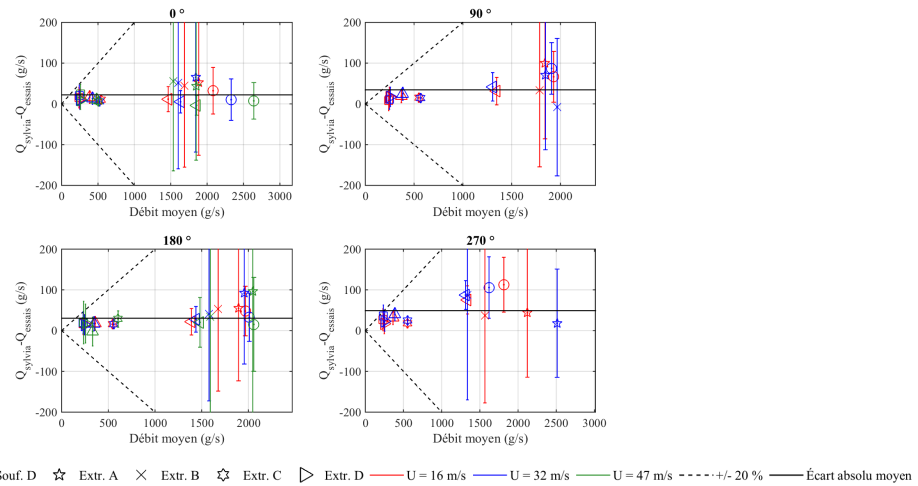 0 °
90 °
200
100
0
-100
-200
Q_sylvia-Q_essais (g/s)
0 500 1000 1500 2000 2500 3000
Débit moyen (g/s)
200
100
0
-100
-200
Q_sylvia-Q_essais (g/s)
0 500 1000 1500 2000
Débit moyen (g/s)
180 °
270 °
200
100
0
-100
-200
Q_sylvia-Q_essais (g/s)
0 500 1000 1500 2000
Débit moyen (g/s)
200
100
0
-100
-200
Q_sylvia-Q_essais (g/s)
0 500 1000 1500 2000 2500 3000
Débit moyen (g/s)
Souf. D Extr. A Extr. B Extr. C Extr. D U = 16 m/s U = 32 m/s U = 47 m/s +/- 20 % Écart absolu moyen